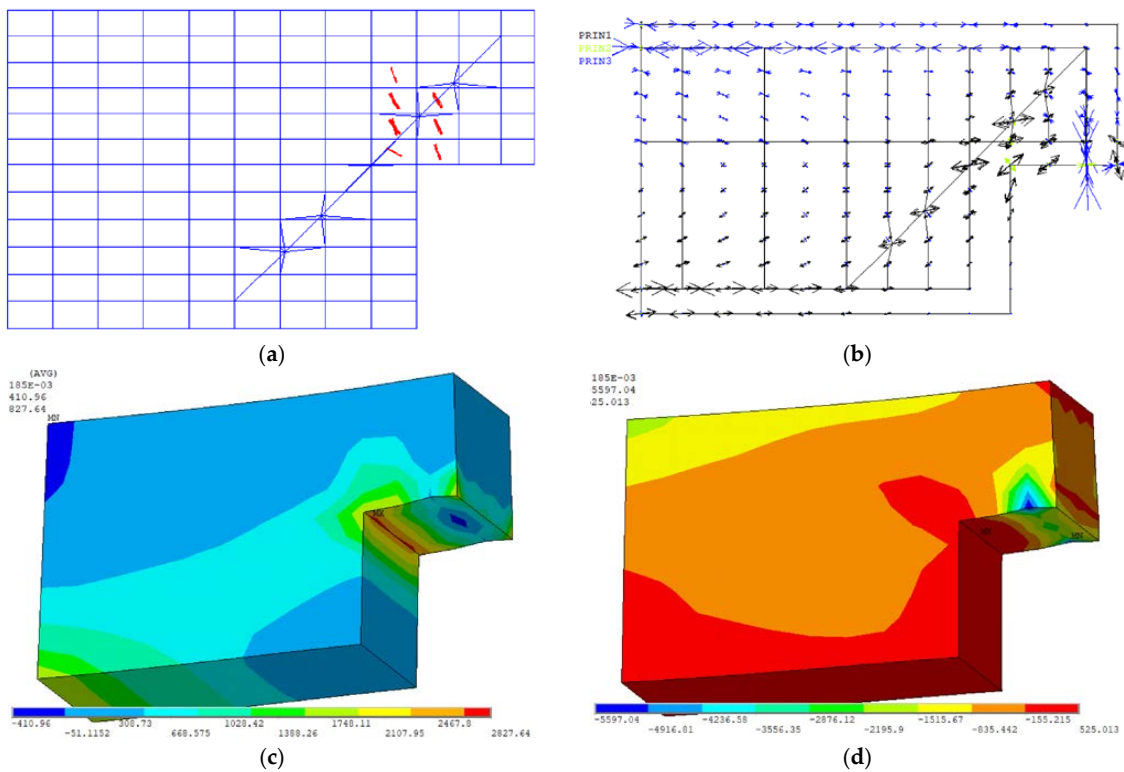 PRIN1
PRIN2
PRIN3
(a)
(b)
(AVG)
185E-03
410.96
827.64
MN
MX
-410.96
308.73
1028.42
1748.11
2467.8
-51.1152
668.575
1388.26
2107.95
2827.64
(c)
185E-03
5597.04
25.013
MX
MN
-5597.04
-4236.58
-2876.12
-1515.67
-155.215
-4916.81
-3556.35
-2195.9
-835.442
525.013
(d)